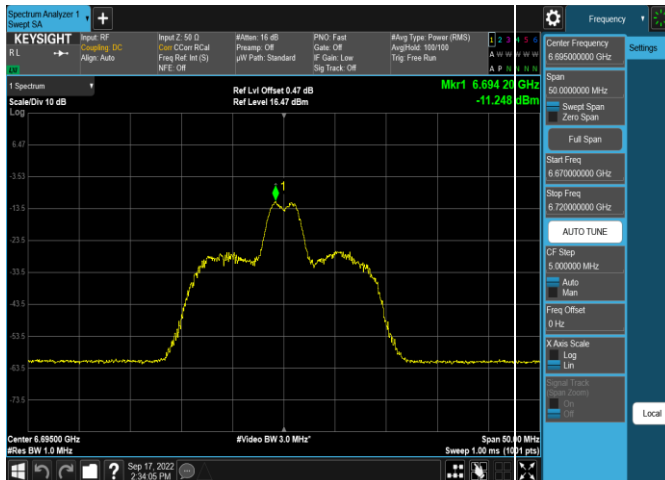 Spectrum Analyzer 1
Swept SA
KEYSIGHT
RL
Input: RF
Coupling: DC
Align: Auto
Input Z: 50 Ω
Corr CCorr RCal
Freq Ref: Int (S)
NFE: Off
#Atten: 16 dB
Preamp: Off
µW Path: Standard
PNO: Fast
Gate: Off
IF Gain: Low
Sig Track: Off
#Avg Type: Power (RMS)
Avg|Hold: 100/100
Trig: Free Run
1 2 3 4 5 6
A W W W W W
A P N N N N
1 Spectrum
Scale/Div 10 dB
Log
Ref Lvl Offset 0.47 dB
Ref Level 16.47 dBm
Mkr1 6.694 20 GHz
-11.248 dBm
6.47
-3.53
-13.5
-23.5
-33.5
-43.5
-53.5
-63.5
-73.5
1
Center 6.69500 GHz
#Res BW 1.0 MHz
#Video BW 3.0 MHz*
Span 50.00 MHz
Sweep 1.00 ms (1001 pts)
Sep 17, 2022
2:34:05 PM
Frequency
Settings
Center Frequency
6.695000000 GHz
Span
50.0000000 MHz
Swept Span
Zero Span
Full Span
Start Freq
6.670000000 GHz
Stop Freq
6.720000000 GHz
AUTO TUNE
CF Step
5.000000 MHz
Auto
Man
Freq Offset
0 Hz
X Axis Scale
Log
Lin
Signal Track
(Span Zoom)
On
Off
Local